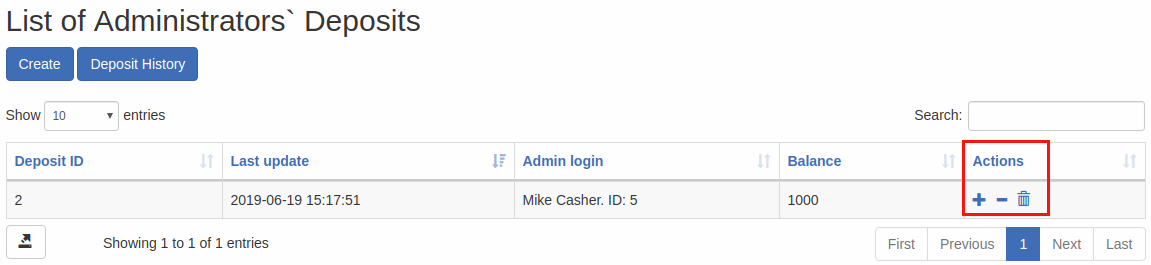 List of Administrators` Deposits
Create Deposit History
Show 10 entries Search:
Deposit ID Last update Admin login Balance Actions
2 2019-06-19 15:17:51 Mike Casher. ID: 5 1000
Showing 1 to 1 of 1 entries First Previous 1 Next Last